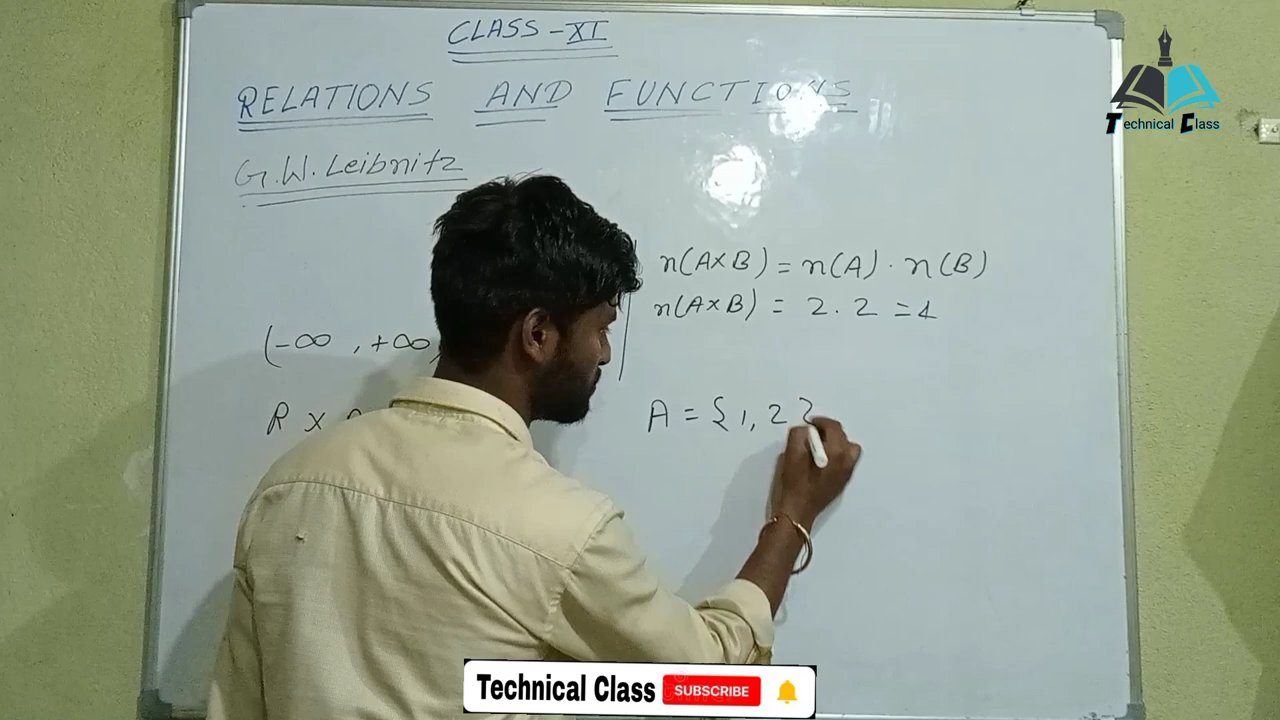 CLASS-XI
RELATIONS AND FUNCTIONS
G.W. Leibnitz
n(A×B) = n(A) · n(B)
n(A×B) = 2.2 = 4
(-∞, +∞
R ×
A = {1, 2}
Technical Class
Technical Class SUBSCRIBE